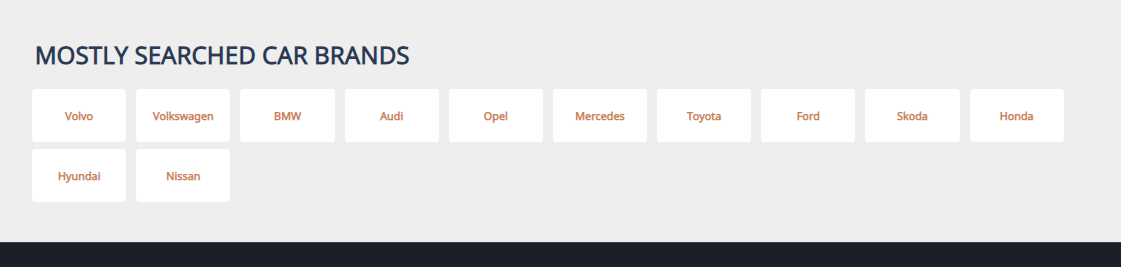 MOSTLY SEARCHED CAR BRANDS
Volvo Volkswagen BMW Audi Opel Mercedes Toyota Ford Skoda Honda
Hyundai Nissan